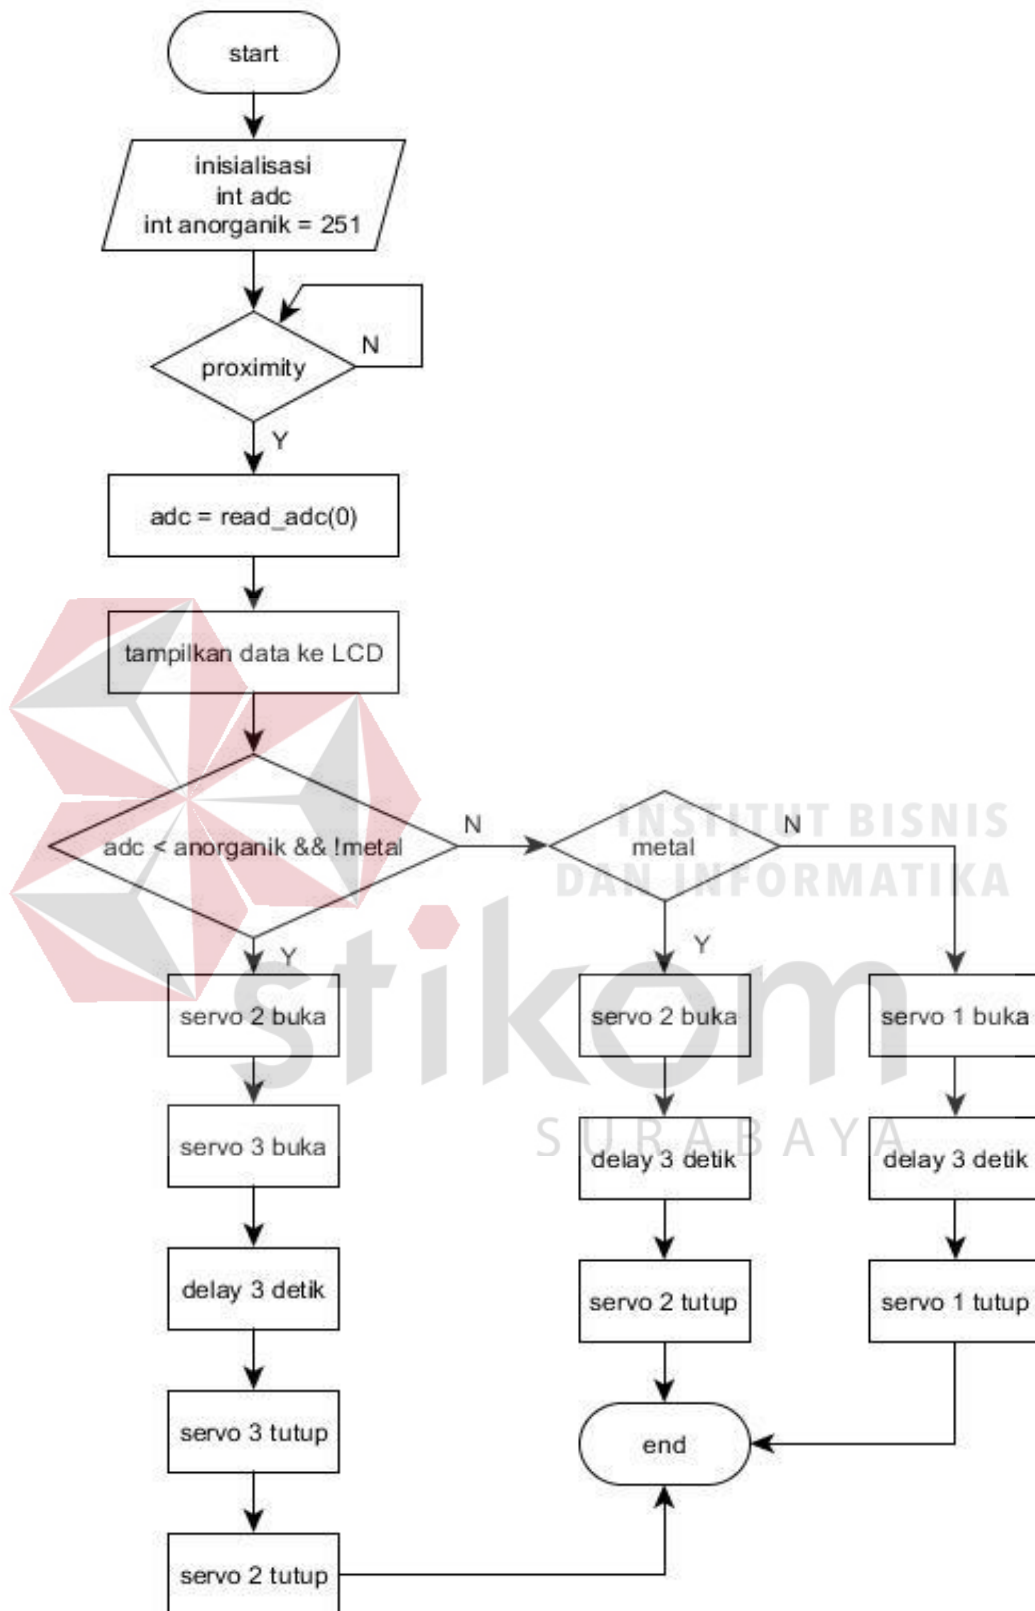 start
inisialisasi
int adc
int anorganik = 251
proximity
N
Y
adc = read_adc(0)
tampilkan data ke LCD
adc < anorganik && !metal
N
metal
N
INSTITUT BISNIS
DAN INFORMATIKA
Y
Y
stikom
SURABAYA
servo 2 buka
servo 2 buka
servo 1 buka
servo 3 buka
delay 3 detik
delay 3 detik
delay 3 detik
servo 2 tutup
servo 1 tutup
servo 3 tutup
end
servo 2 tutup